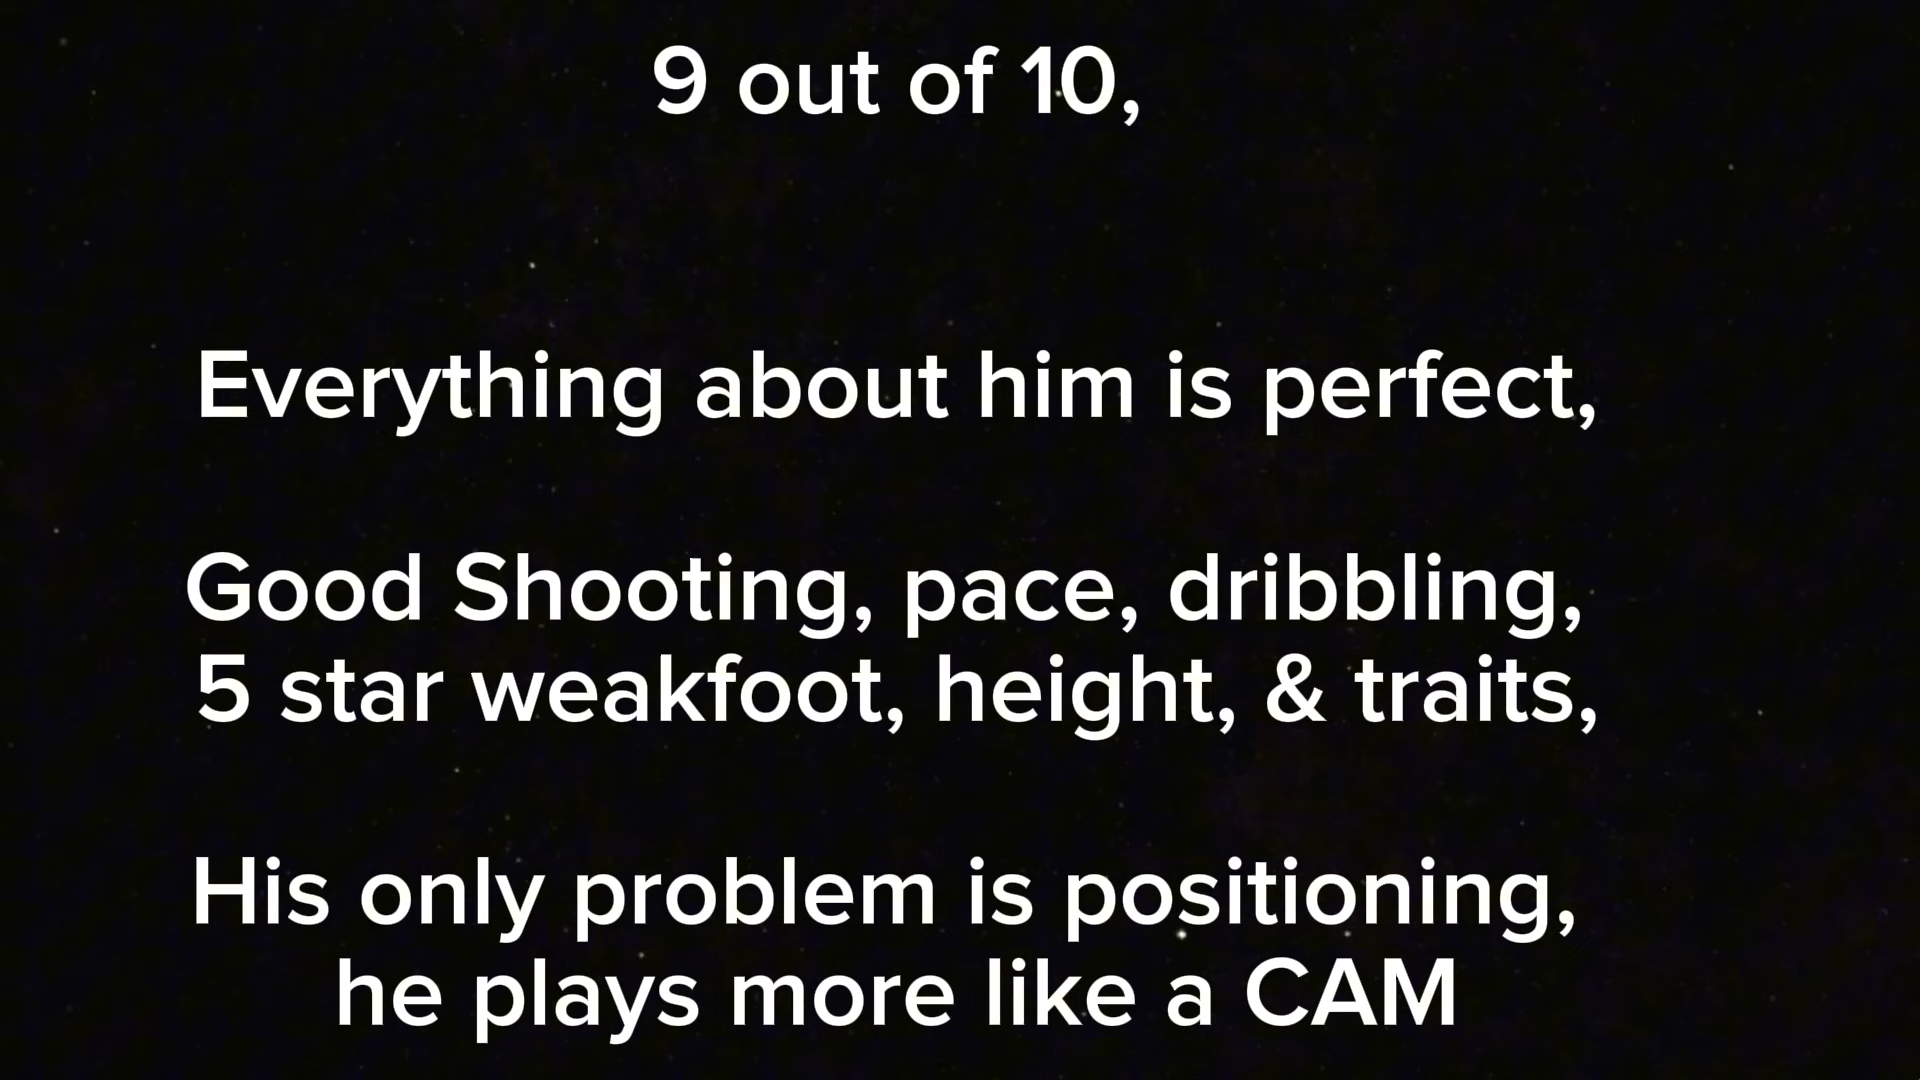 9 out of 10,
Everything about him is perfect,
Good Shooting, pace, dribbling,
5 star weakfoot, height, & traits,
His only problem is positioning,
he plays more like a CAM